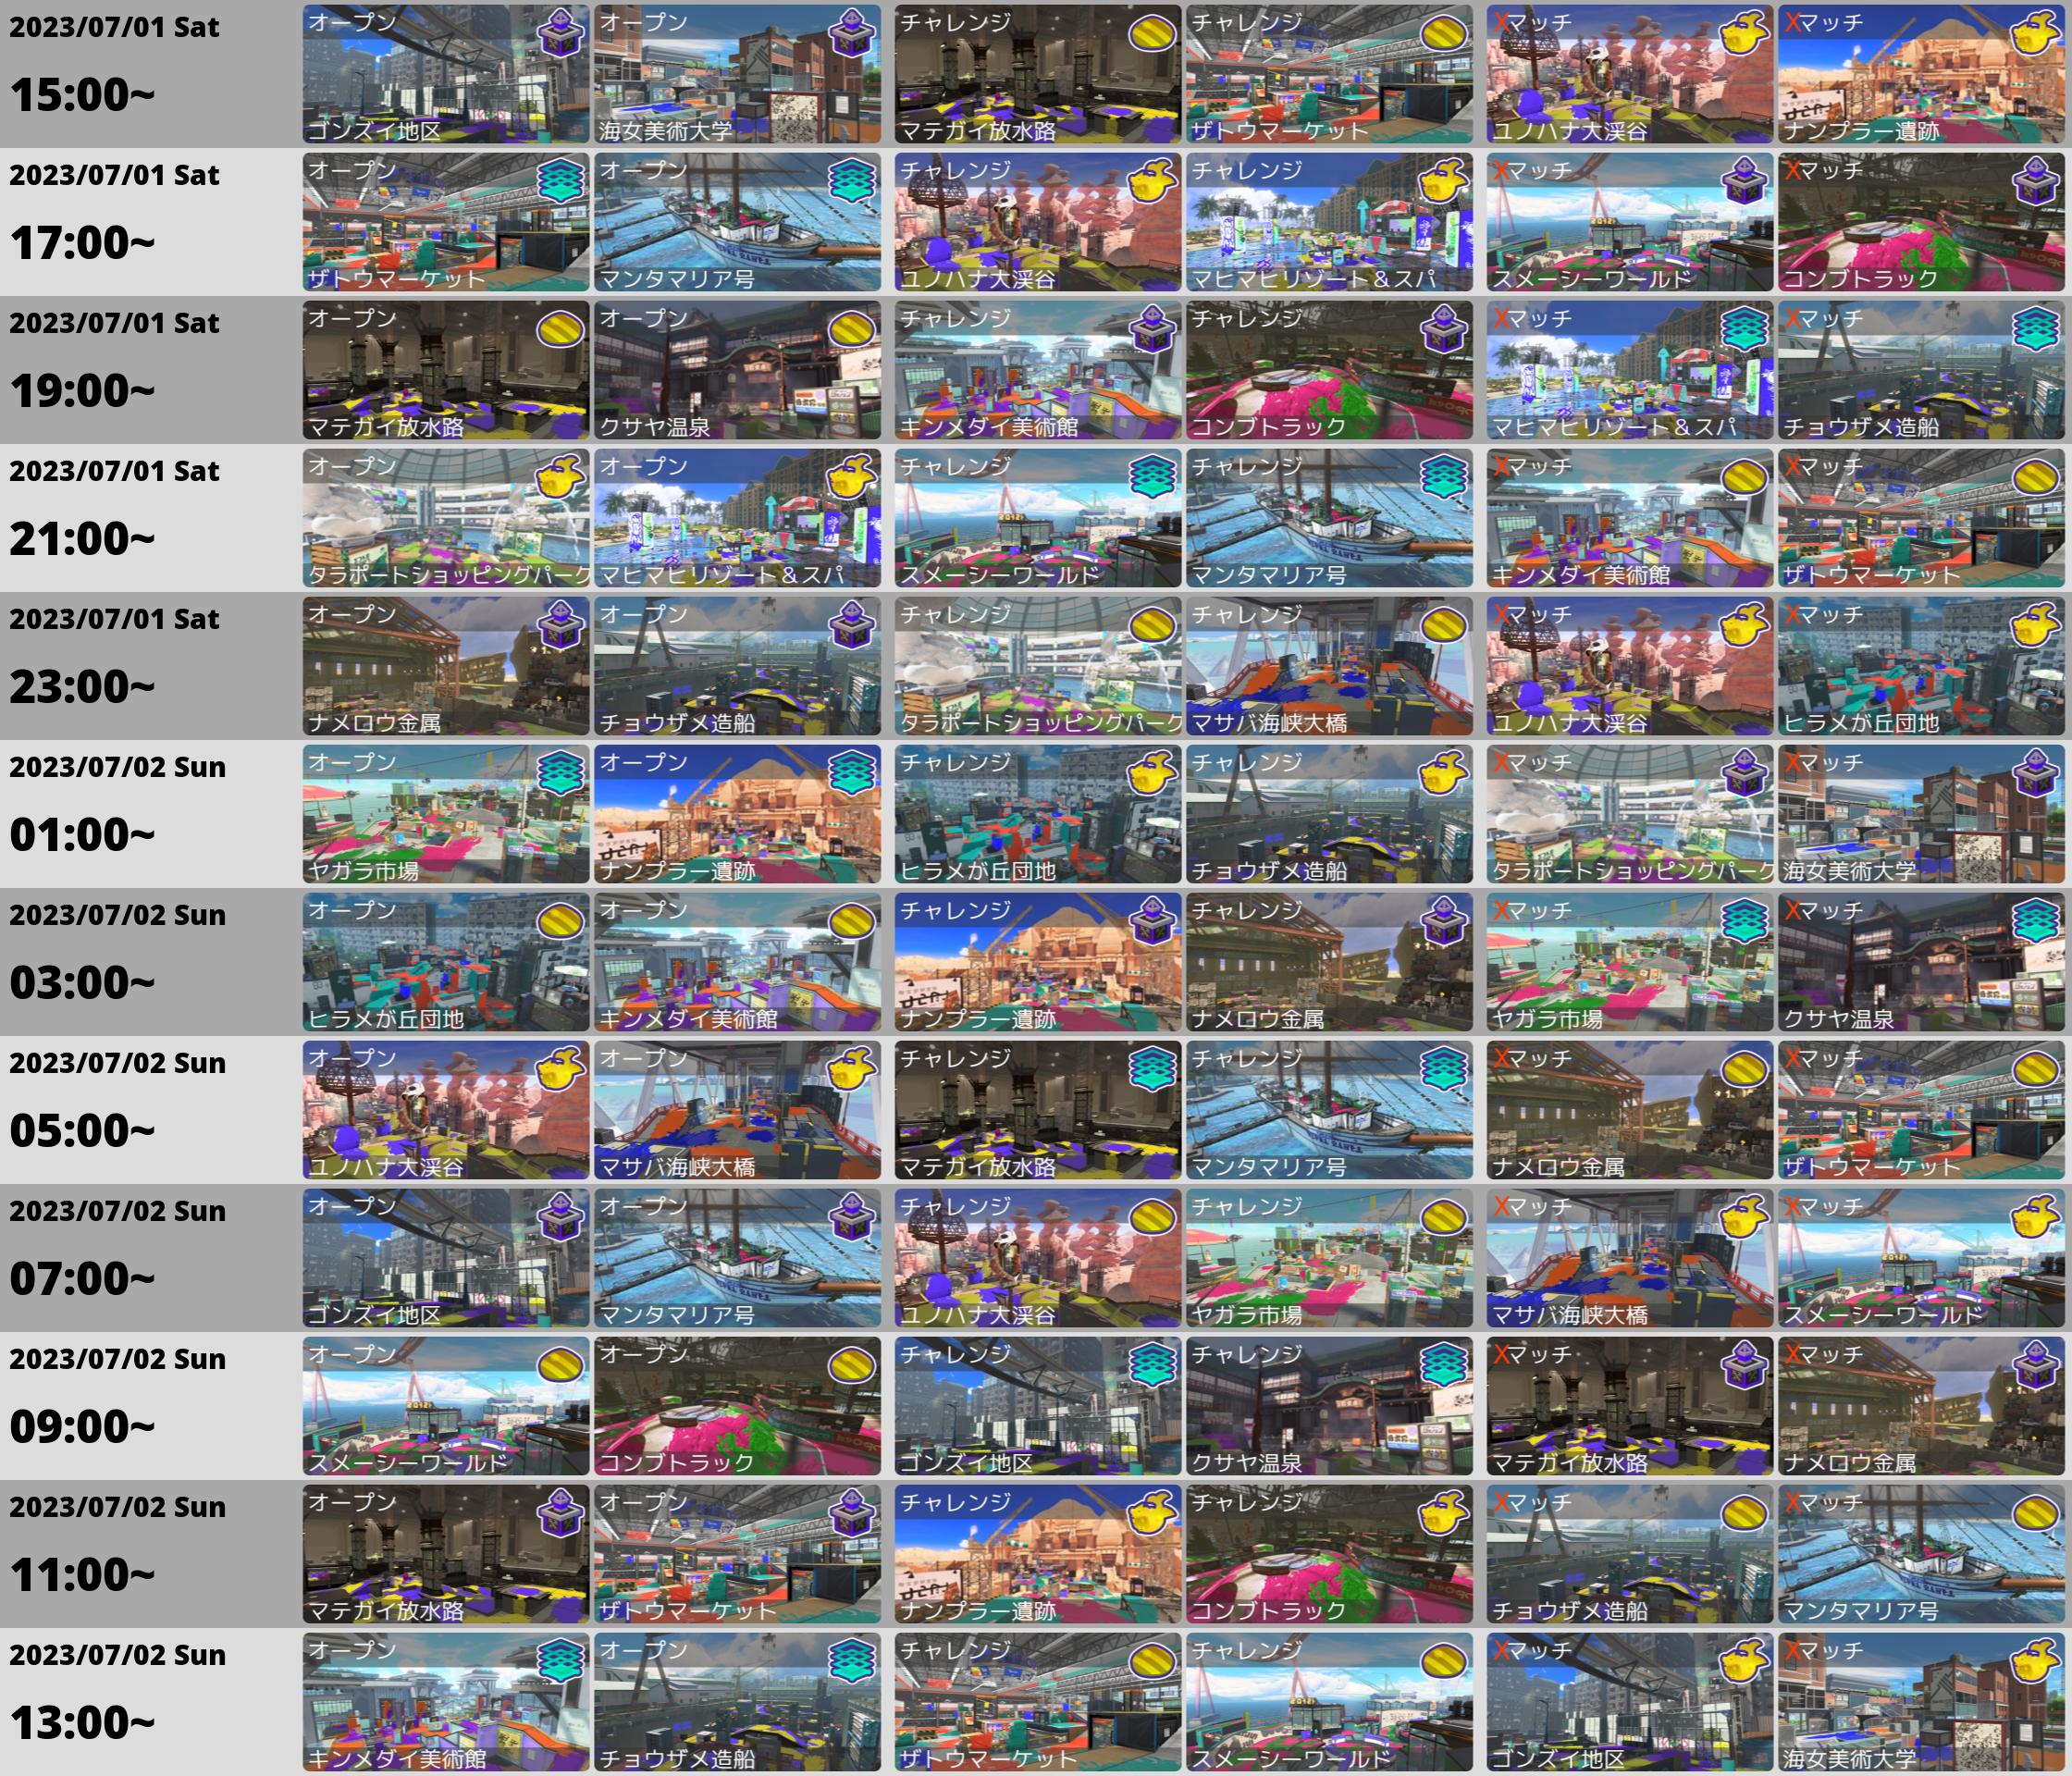 2023/07/01 Sat
15:00~
オープン オープン チャレンジ チャレンジ Xマッチ Xマッチ
ゴンズイ地区 海女美術大学 マテガイ放水路 ザトウマーケット ユノハナ大渓谷 ナンプラー遺跡
2023/07/01 Sat
17:00~
オープン オープン チャレンジ チャレンジ Xマッチ Xマッチ
ザトウマーケット マンタマリア号 ユノハナ大渓谷 マヒマヒリゾート&スパ スメーシーワールド コンブトラック
2023/07/01 Sat
19:00~
オープン オープン チャレンジ チャレンジ Xマッチ Xマッチ
マテガイ放水路 クサヤ温泉 キンメダイ美術館 コンブトラック マヒマヒリゾート&スパ チョウザメ造船
2023/07/01 Sat
21:00~
オープン オープン チャレンジ チャレンジ Xマッチ Xマッチ
タラポートショッピングパーク マヒマヒリゾート&スパ スメーシーワールド マンタマリア号 キンメダイ美術館 ザトウマーケット
2023/07/01 Sat
23:00~
オープン オープン チャレンジ チャレンジ Xマッチ Xマッチ
ナメロウ金属 チョウザメ造船 タラポートショッピングパーク マサバ海峡大橋 ユノハナ大渓谷 ヒラメが丘団地
2023/07/02 Sun
01:00~
オープン オープン チャレンジ チャレンジ Xマッチ Xマッチ
ヤガラ市場 ナンプラー遺跡 ヒラメが丘団地 チョウザメ造船 タラポートショッピングパーク 海女美術大学
2023/07/02 Sun
03:00~
オープン オープン チャレンジ チャレンジ Xマッチ Xマッチ
ヒラメが丘団地 キンメダイ美術館 ナンプラー遺跡 ナメロウ金属 ヤガラ市場 クサヤ温泉
2023/07/02 Sun
05:00~
オープン オープン チャレンジ チャレンジ Xマッチ Xマッチ
ユノハナ大渓谷 マサバ海峡大橋 マテガイ放水路 マンタマリア号 ナメロウ金属 ザトウマーケット
2023/07/02 Sun
07:00~
オープン オープン チャレンジ チャレンジ Xマッチ Xマッチ
ゴンズイ地区 マンタマリア号 ユノハナ大渓谷 ヤガラ市場 マサバ海峡大橋 スメーシーワールド
2023/07/02 Sun
09:00~
オープン オープン チャレンジ チャレンジ Xマッチ Xマッチ
スメーシーワールド コンブトラック ゴンズイ地区 クサヤ温泉 マテガイ放水路 ナメロウ金属
2023/07/02 Sun
11:00~
オープン オープン チャレンジ チャレンジ Xマッチ Xマッチ
マテガイ放水路 ザトウマーケット ナンプラー遺跡 コンブトラック チョウザメ造船 マンタマリア号
2023/07/02 Sun
13:00~
オープン オープン チャレンジ チャレンジ Xマッチ Xマッチ
キンメダイ美術館 チョウザメ造船 ザトウマーケット スメーシーワールド ゴンズイ地区 海女美術大学